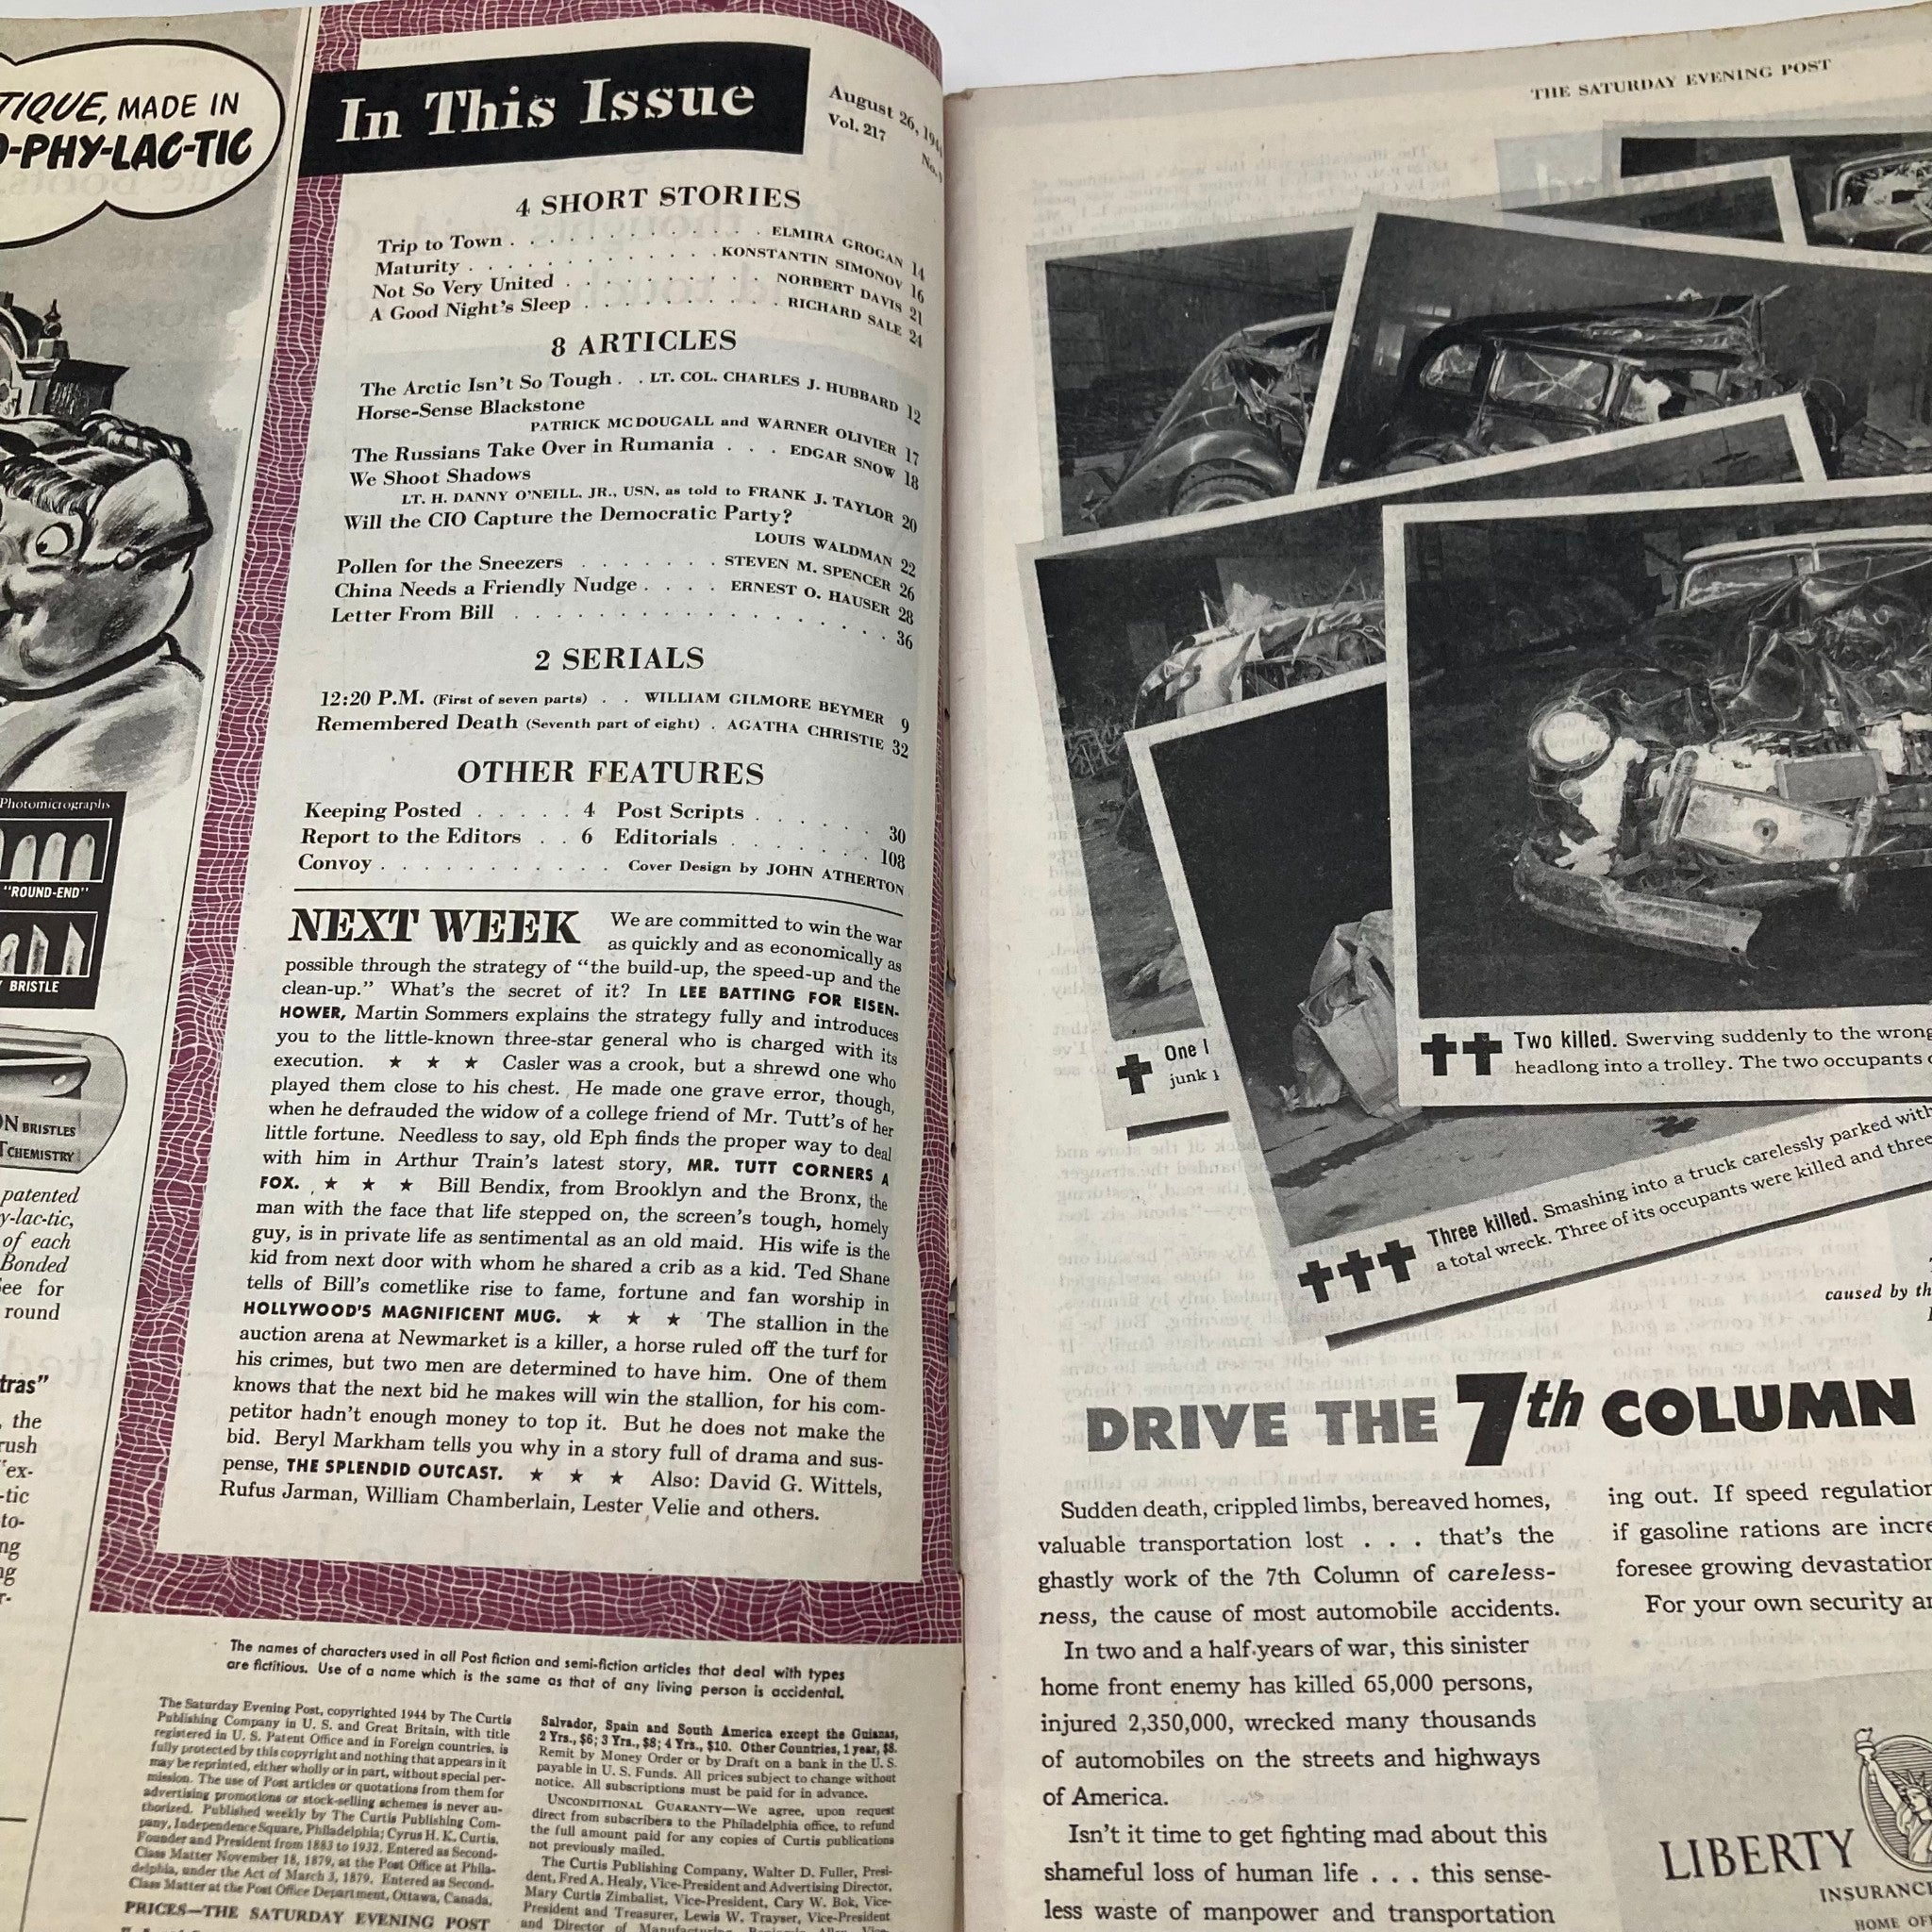 TIQUE, MADE IN
PHY-LAC-TIC
Photomicrographs
"ROUND-END"
BRISTLE
BRISTLES
CHEMISTRY
patented
y-lac-tic,
of each
Bonded
ee for
round
tras"
, the
rush
"ex-
-tic
to-
ng
ng
r-
In This Issue
August 26, 1944
Vol. 217
No.
4 SHORT STORIES
Trip to Town . . . . . . . . . . . . ELMIRA GROGAN 14
Maturity . . . . . . . . . . . . KONSTANTIN SIMONOV 16
Not So Very United . . . . . . . . . NORBERT DAVIS 21
A Good Night's Sleep . . . . . . . . . . RICHARD SALE 24
8 ARTICLES
The Arctic Isn't So Tough . . LT. COL. CHARLES J. HUBBARD 12
Horse-Sense Blackstone
PATRICK MCDOUGALL and WARNER OLIVIER 17
The Russians Take Over in Rumania . . . EDGAR SNOW 18
We Shoot Shadows
LT. H. DANNY O'NEILL, JR., USN, as told to FRANK J. TAYLOR 20
Will the CIO Capture the Democratic Party?
LOUIS WALDMAN 22
Pollen for the Sneezers . . . . . . . STEVEN M. SPENCER 26
China Needs a Friendly Nudge . . . . ERNEST O. HAUSER 28
Letter From Bill . . . . . . . . . . . . . . . 36
2 SERIALS
12:20 P.M. (First of seven parts) . . WILLIAM GILMORE BEYMER 9
Remembered Death (Seventh part of eight) . AGATHA CHRISTIE 32
OTHER FEATURES
Keeping Posted . . . . . 4 Post Scripts . . . . . . 30
Report to the Editors . . 6 Editorials . . . . . . . 108
Convoy . . . . . . . . . . Cover Design by JOHN ATHERTON
NEXT WEEK We are committed to win the war
as quickly and as economically as
possible through the strategy of "the build-up, the speed-up and the
clean-up." What's the secret of it? In LEE BATTING FOR EISEN-
HOWER, Martin Sommers explains the strategy fully and introduces
you to the little-known three-star general who is charged with its
execution. ★ ★ ★ Casler was a crook, but a shrewd one who
played them close to his chest. He made one grave error, though,
when he defrauded the widow of a college friend of Mr. Tutt's of her
little fortune. Needless to say, old Eph finds the proper way to deal
with him in Arthur Train's latest story, MR. TUTT CORNERS A
FOX. ★ ★ ★ Bill Bendix, from Brooklyn and the Bronx, the
man with the face that life stepped on, the screen's tough, homely
guy, is in private life as sentimental as an old maid. His wife is the
kid from next door with whom he shared a crib as a kid. Ted Shane
tells of Bill's cometlike rise to fame, fortune and fan worship in
HOLLYWOOD'S MAGNIFICENT MUG. ★ ★ ★ The stallion in the
auction arena at Newmarket is a killer, a horse ruled off the turf for
his crimes, but two men are determined to have him. One of them
knows that the next bid he makes will win the stallion, for his com-
petitor hadn't enough money to top it. But he does not make the
bid. Beryl Markham tells you why in a story full of drama and sus-
pense, THE SPLENDID OUTCAST. ★ ★ ★ Also: David G. Wittels,
Rufus Jarman, William Chamberlain, Lester Velie and others.
The names of characters used in all Post fiction and semi-fiction articles that deal with types
are fictitious. Use of a name which is the same as that of any living person is accidental.
The Saturday Evening Post, copyrighted 1944 by The Curtis
Publishing Company in U. S. and Great Britain, with title
registered in U. S. Patent Office and in Foreign countries, is
fully protected by this copyright and nothing that appears in it
may be reprinted, either wholly or in part, without special per-
mission. The use of Post articles or quotations from them for
advertising promotions or stock-selling schemes is never au-
thorized. Published weekly by The Curtis Publishing Com-
pany, Independence Square, Philadelphia; Cyrus H. K. Curtis,
Founder and President from 1883 to 1932. Entered as Second-
Class Matter November 18, 1879, at the Post Office at Phila-
delphia, under the Act of March 3, 1879. Entered as Second-
Class Matter at the Post Office Department, Ottawa, Canada.
PRICES—THE SATURDAY EVENING POST
Salvador, Spain and South America except the Guianas,
2 Yrs., $6; 3 Yrs., $8; 4 Yrs., $10. Other Countries, 1 year, $8.
Remit by Money Order or by Draft on a bank in the U. S.
payable in U. S. Funds. All prices subject to change without
notice. All subscriptions must be paid for in advance.
UNCONDITIONAL GUARANTY—We agree, upon request
direct from subscribers to the Philadelphia office, to refund
the full amount paid for any copies of Curtis publications
not previously mailed.
The Curtis Publishing Company, Walter D. Fuller, Presi-
dent, Fred A. Healy, Vice-President and Advertising Director,
Mary Curtis Zimbalist, Vice-President, Cary W. Bok, Vice-
President and Treasurer, Lewis W. Trayser, Vice-President
and Director of
THE SATURDAY EVENING POST
One
junk
Two killed. Swerving suddenly to the wrong
headlong into a trolley. The two occupants
Three killed. Smashing into a truck carelessly parked with
a total wreck. Three of its occupants were killed and three
caused by th
DRIVE THE 7th COLUMN
Sudden death, crippled limbs, bereaved homes,
valuable transportation lost . . . that's the
ghastly work of the 7th Column of careless-
ness, the cause of most automobile accidents.
In two and a half years of war, this sinister
home front enemy has killed 65,000 persons,
injured 2,350,000, wrecked many thousands
of automobiles on the streets and highways
of America.
Isn't it time to get fighting mad about this
shameful loss of human life . . . this sense-
less waste of manpower and transportation
ing out. If speed regulation
if gasoline rations are incre
foresee growing devastation
For your own security an
LIBERTY
INSURANC
HOME OF